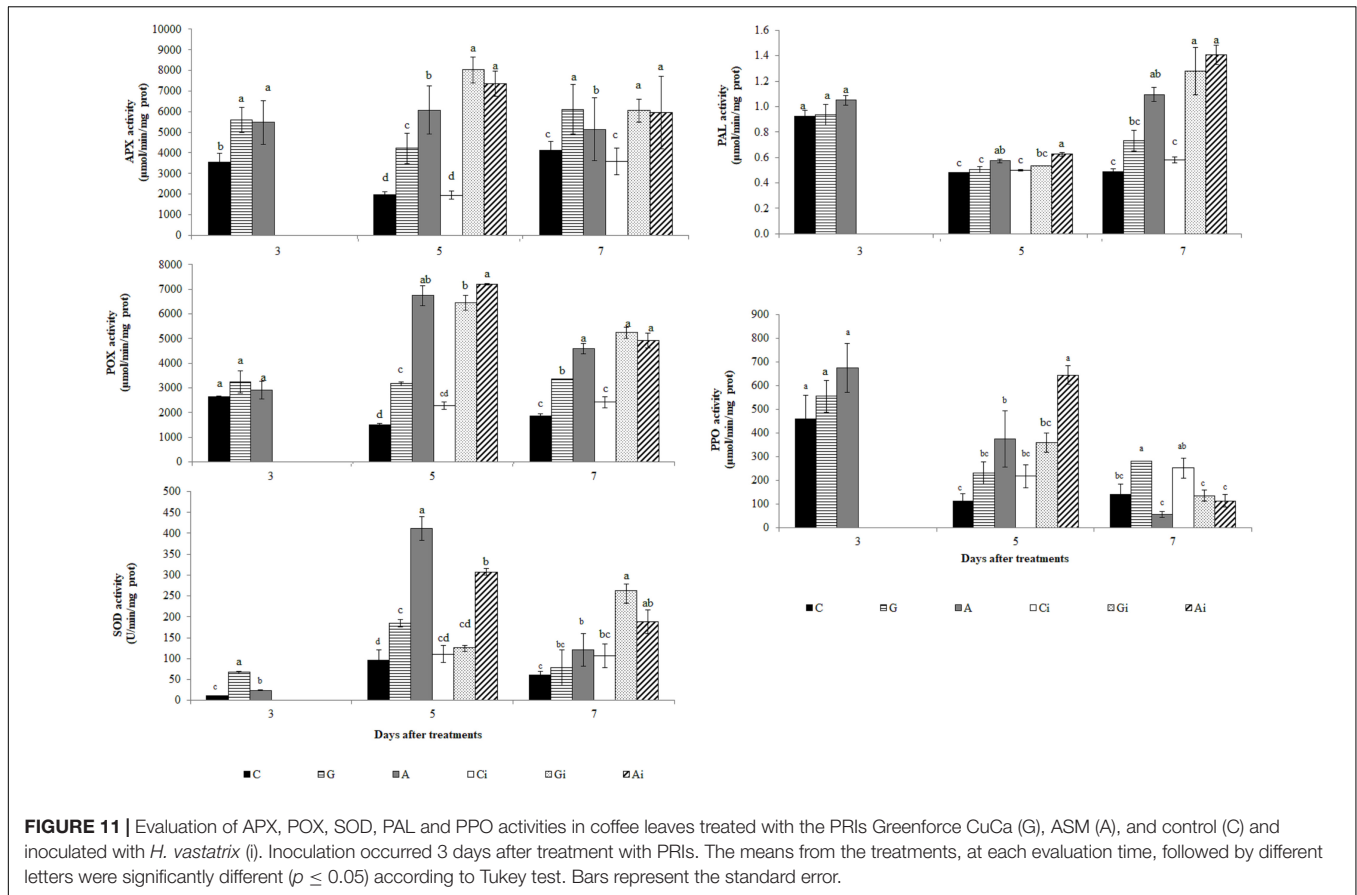 APX activity
(µmol/min/mg prot)
10000
9000
8000
7000
6000
5000
4000
3000
2000
1000
0
b a a
d c b d a a
c a b c a a
3 5 7
PAL activity
(µmol/min/mg prot)
1.6
1.4
1.2
1.0
0.8
0.6
0.4
0.2
0.0
a a a
c c ab c bc a
c bc ab c a a
3 5 7
POX activity
(µmol/min/mg prot)
8000
7000
6000
5000
4000
3000
2000
1000
0
a a a
d c ab cd b a
c b a c a a
3 5 7
PPO activity
(µmol/min/mg prot)
900
800
700
600
500
400
300
200
100
0
a a a
c bc b bc bc a
bc a c ab c c
3 5 7
Days after treatments
C G A Ci Gi Ai
SOD activity
(U/min/mg prot)
500
450
400
350
300
250
200
150
100
50
0
c a b
d c a cd cd b
c bc b bc a ab
3 5 7
Days after treatments
C G A Ci Gi Ai
FIGURE 11 | Evaluation of APX, POX, SOD, PAL and PPO activities in coffee leaves treated with the PRIs Greenforce CuCa (G), ASM (A), and control (C) and
inoculated with H. vastatrix (i). Inoculation occurred 3 days after treatment with PRIs. The means from the treatments, at each evaluation time, followed by different
letters were significantly different (p ≤ 0.05) according to Tukey test. Bars represent the standard error.